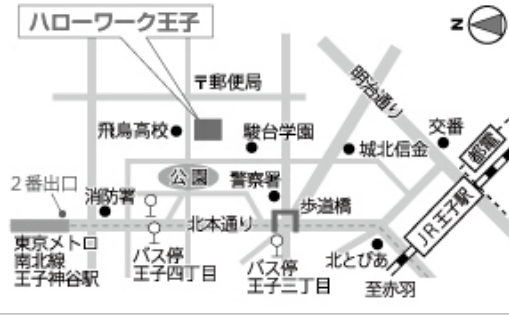 ハローワーク王子
N
〒郵便局
明治通り
飛鳥高校
駿台学園
城北信金
交番
都電
公園
警察署
2番出口
消防署
歩道橋
JR王子駅
北本通り
東京メトロ
南北線
王子神谷駅
バス停
王子四丁目
バス停
王子三丁目
北とぴあ
至赤羽